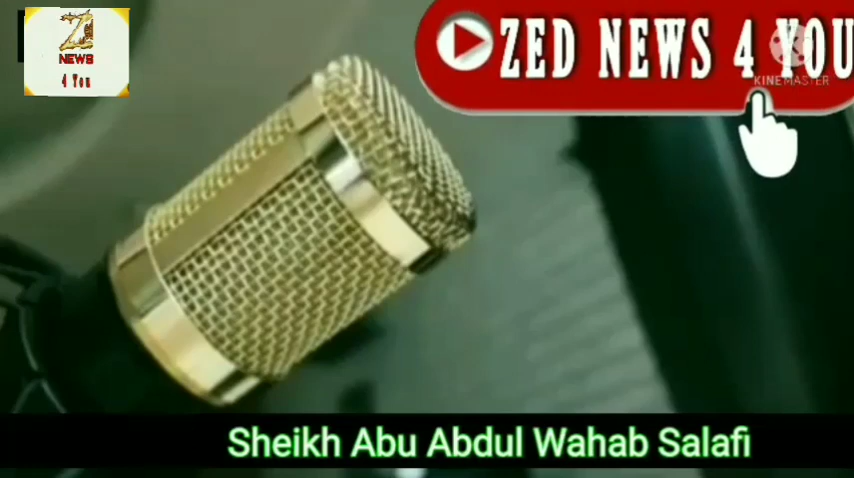 Z
NEWS
4 You
ZED NEWS 4 YOU
KINEMASTER
Sheikh Abu Abdul Wahab Salafi